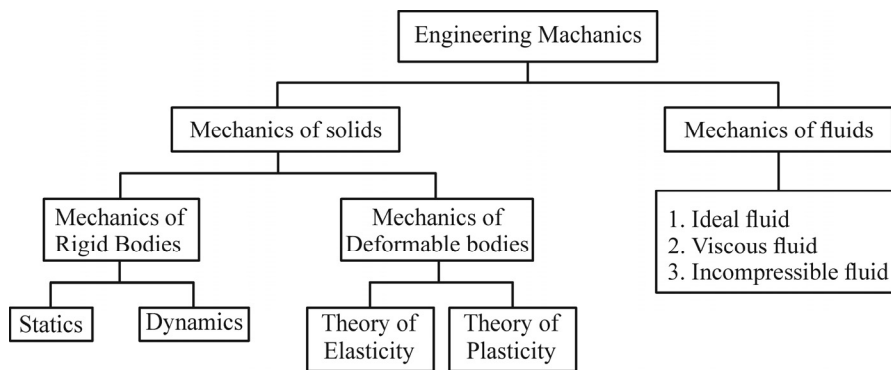 Engineering Machanics
Mechanics of solids
Mechanics of fluids
Mechanics of
Rigid Bodies
Mechanics of
Deformable bodies
1. Ideal fluid
2. Viscous fluid
3. Incompressible fluid
Statics
Dynamics
Theory of
Elasticity
Theory of
Plasticity